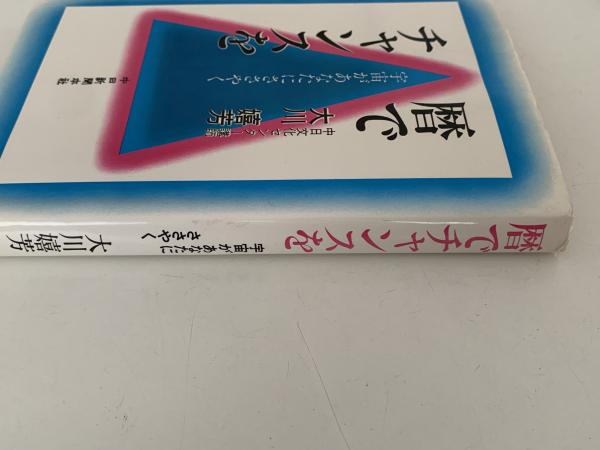 暦で
チャンスを
宇宙があなたにささやく
中日文化センター講師
大川嬉芳
中日新聞本社
暦でチャンスを
宇宙があなたに
ささやく
大川嬉芳